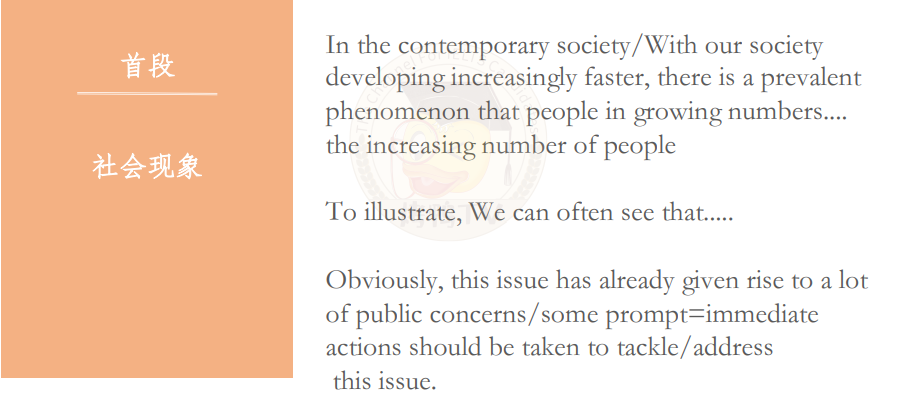 首段
社会现象
In the contemporary society/With our society
developing increasingly faster, there is a prevalent
phenomenon that people in growing numbers....
the increasing number of people
To illustrate, We can often see that.....
Obviously, this issue has already given rise to a lot
of public concerns/some prompt=immediate
actions should be taken to tackle/address
this issue.